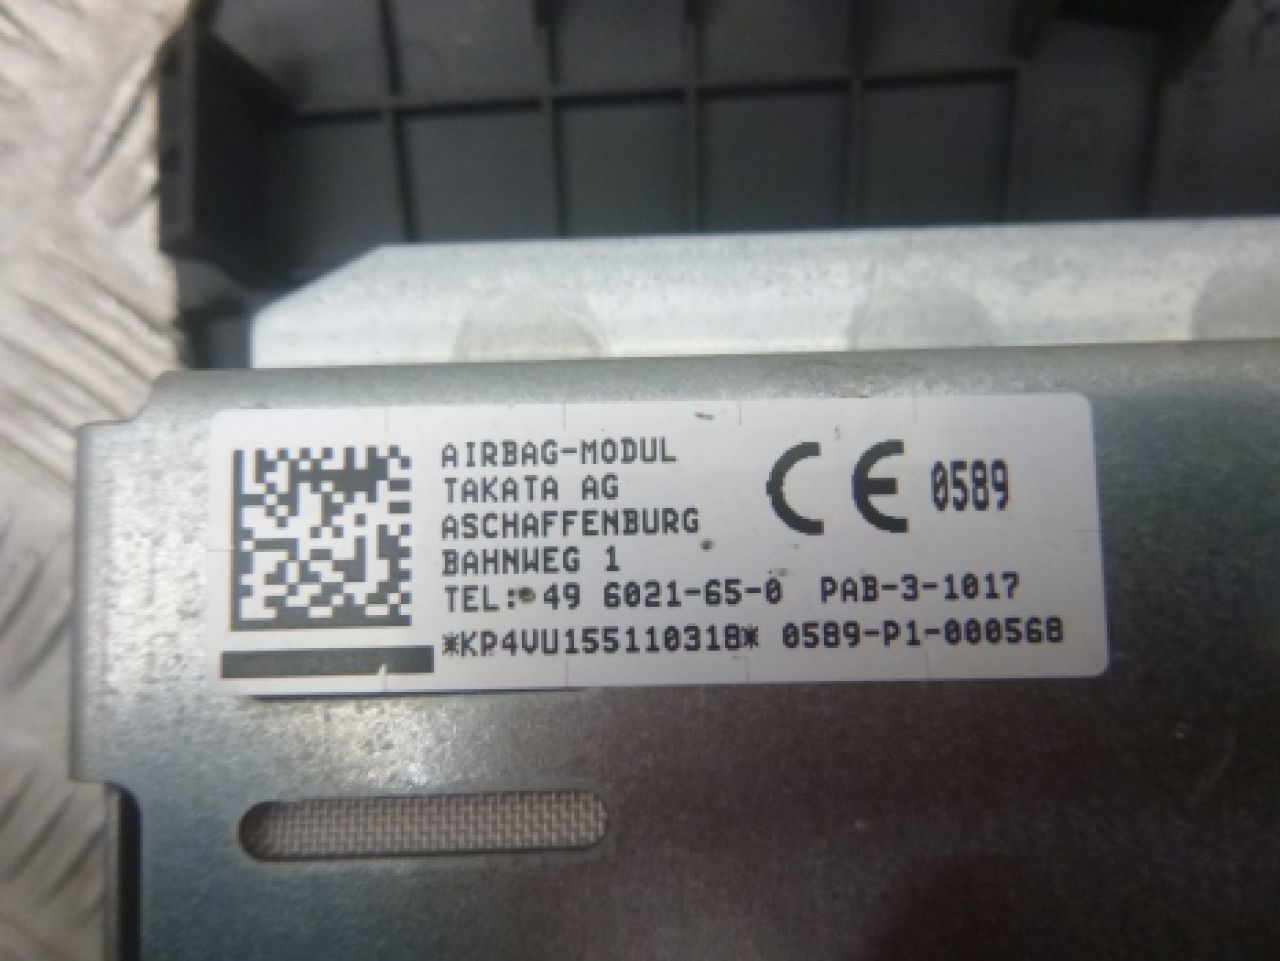 AIRBAG-MODUL
TAKATA AG
ASCHAFFENBURG
BAHNWEG 1
TEL: 49 6021-65-0 PAB-3-1017
*KP4VU155110318* 0589-P1-000568
CE 0589